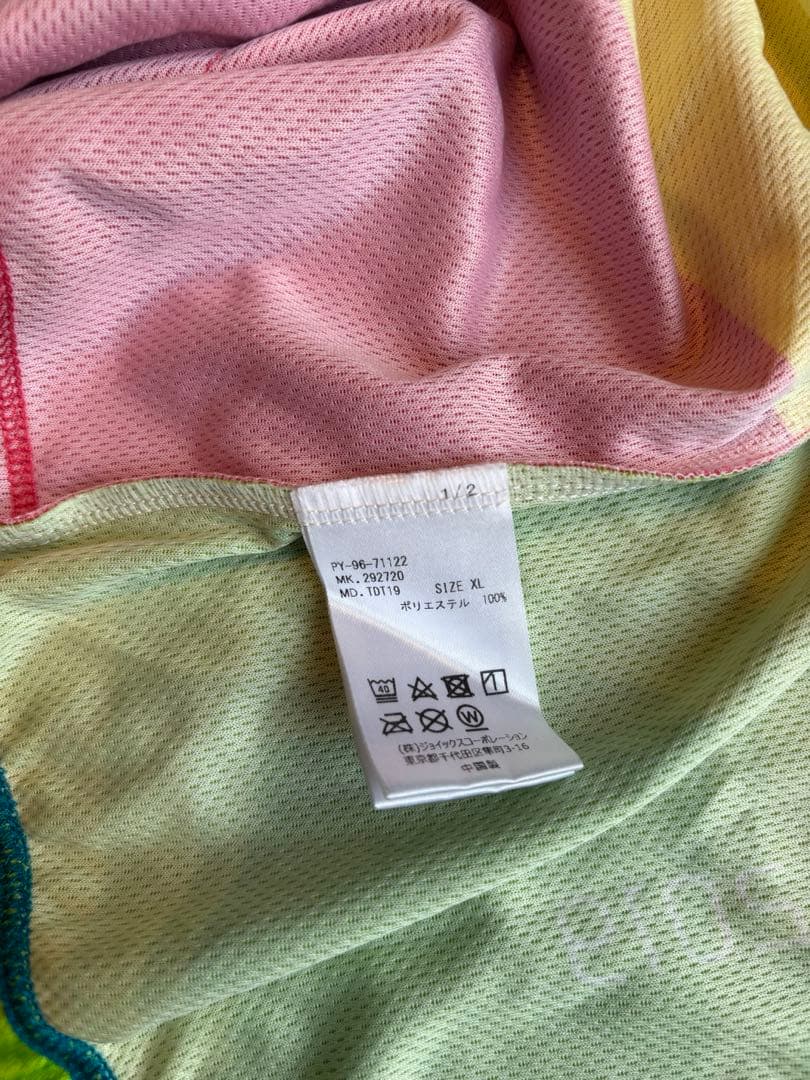 1/2
PY-96-71122
MK.292720
MD.TDT19 SIZE XL
ポリエステル 100%
40
W
(株)ジョイックスコーポレーション
東京都千代田区隼町3-16
中国製